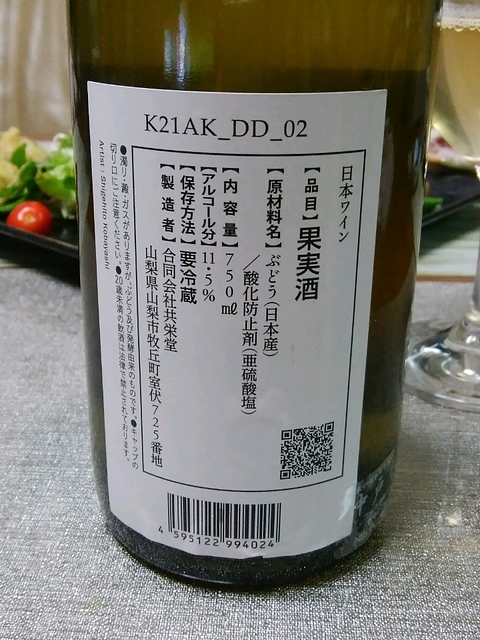 K21AK_DD_02
日本ワイン
【品目】果実酒
【原材料名】ぶどう(日本産)
／酸化防止剤(亜硫酸塩)
【内容量】750㎖
【アルコール分】11.5%
【保存方法】要冷蔵
【製造者】合同会社共栄堂
山梨県山梨市牧丘町室伏725番地
●濁り・澱・ガスがありますが、ぶどう及び発酵由来のものです。●キャップの
切り口にご注意ください。●20歳未満の飲酒は法律で禁止されております。
Artist : Shigehito Kobayashi
4 595122 994024